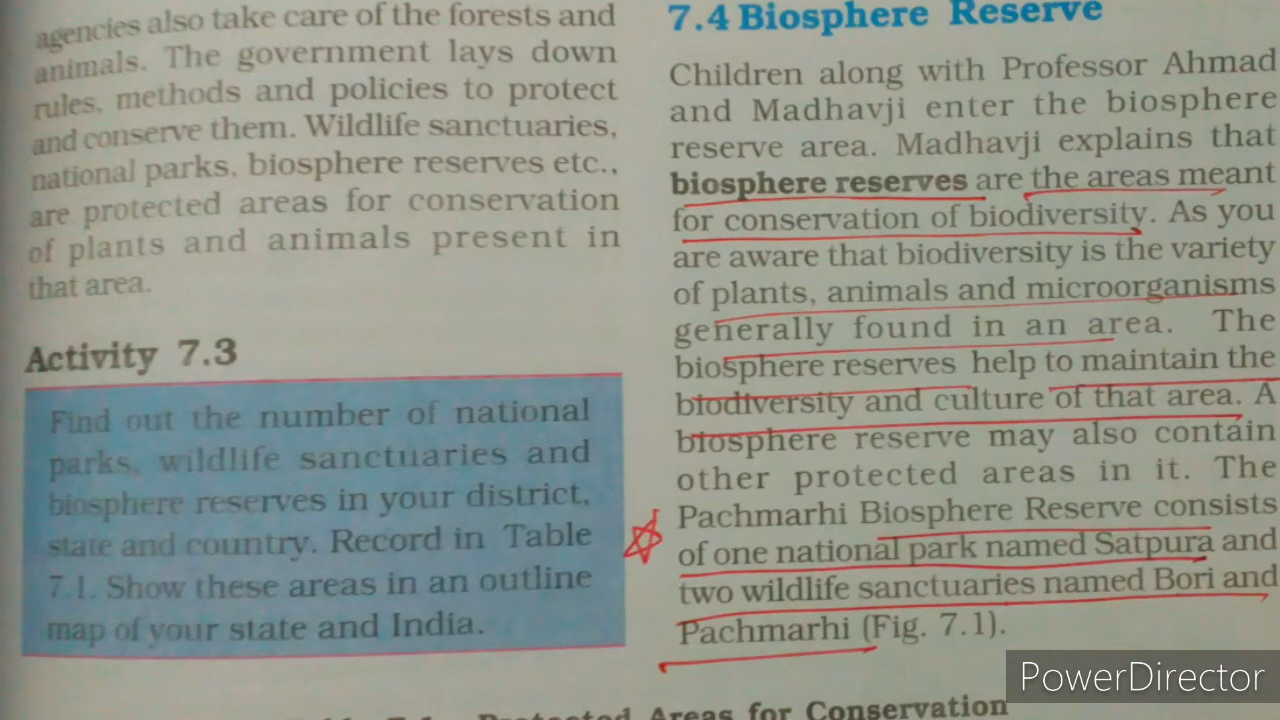 agencies also take care of the forests and
animals. The government lays down
rules, methods and policies to protect
and conserve them. Wildlife sanctuaries,
national parks, biosphere reserves etc.,
are protected areas for conservation
of plants and animals present in
that area.
Activity 7.3
Find out the number of national
parks, wildlife sanctuaries and
biosphere reserves in your district,
state and country. Record in Table
7.1. Show these areas in an outline
map of your state and India.
7.4 Biosphere Reserve
Children along with Professor Ahmad
and Madhavji enter the biosphere
reserve area. Madhavji explains that
biosphere reserves are the areas meant
for conservation of biodiversity. As you
are aware that biodiversity is the variety
of plants, animals and microorganisms
generally found in an area. The
biosphere reserves help to maintain the
biodiversity and culture of that area. A
biosphere reserve may also contain
other protected areas in it. The
Pachmarhi Biosphere Reserve consists
of one national park named Satpura and
two wildlife sanctuaries named Bori and
Pachmarhi (Fig. 7.1).
Protected Areas for Conservation
PowerDirector